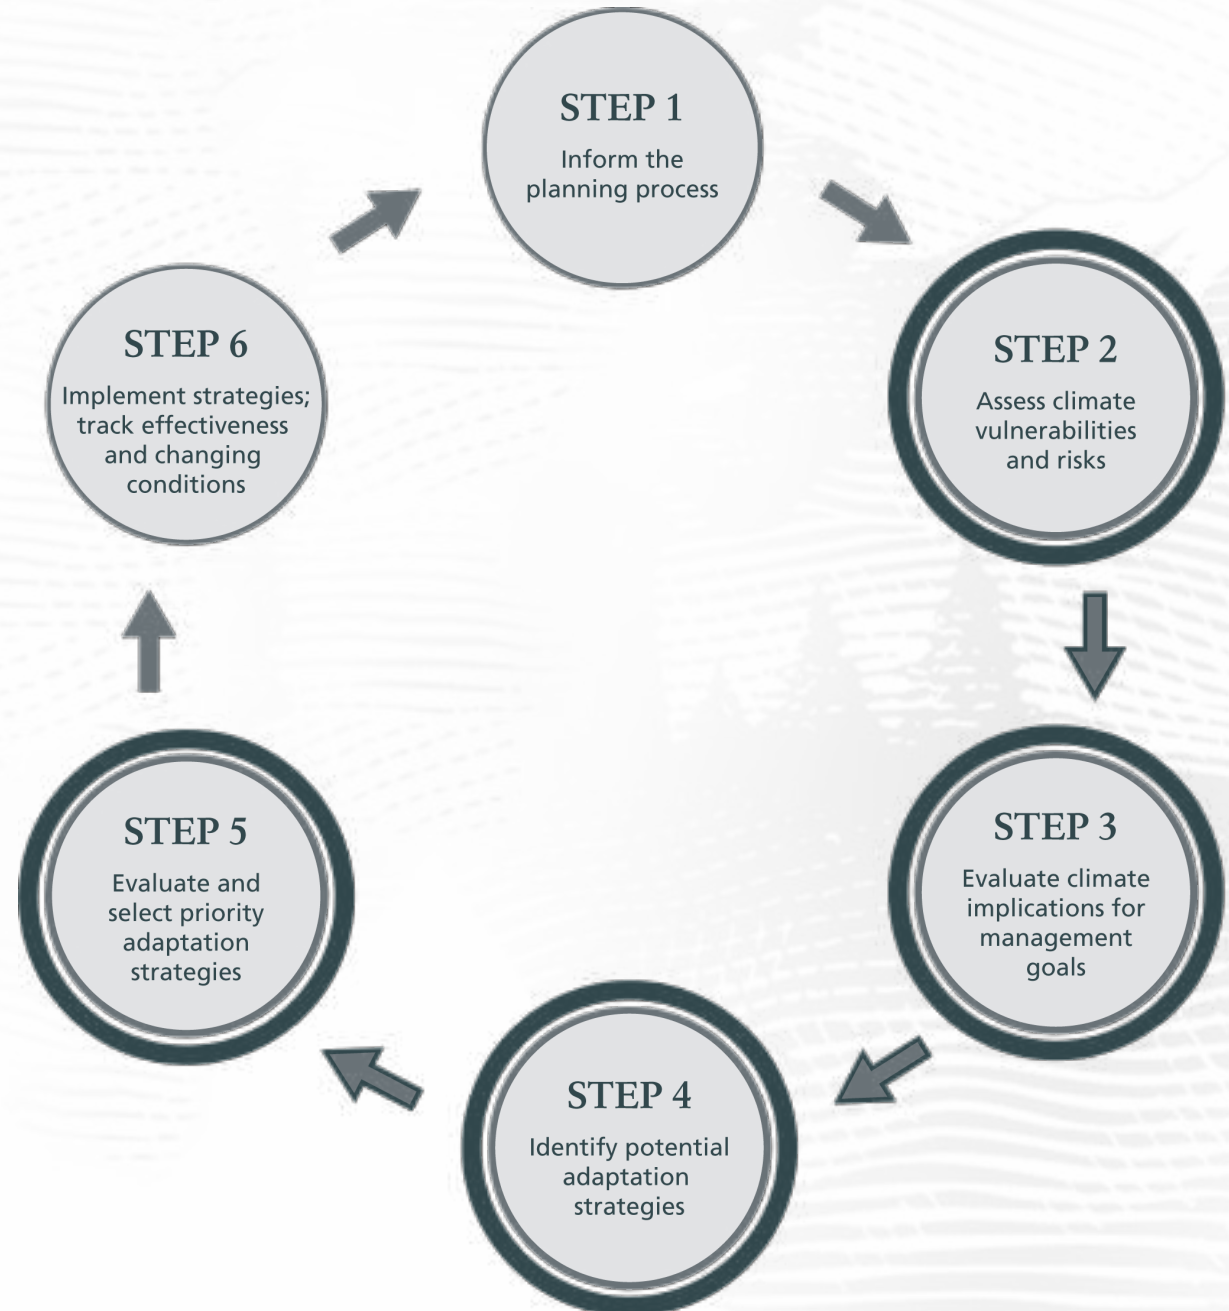 STEP 1
Inform the
planning process
STEP 2
Assess climate
vulnerabilities
and risks
STEP 3
Evaluate climate
implications for
management
goals
STEP 4
Identify potential
adaptation
strategies
STEP 5
Evaluate and
select priority
adaptation
strategies
STEP 6
Implement strategies;
track effectiveness
and changing
conditions